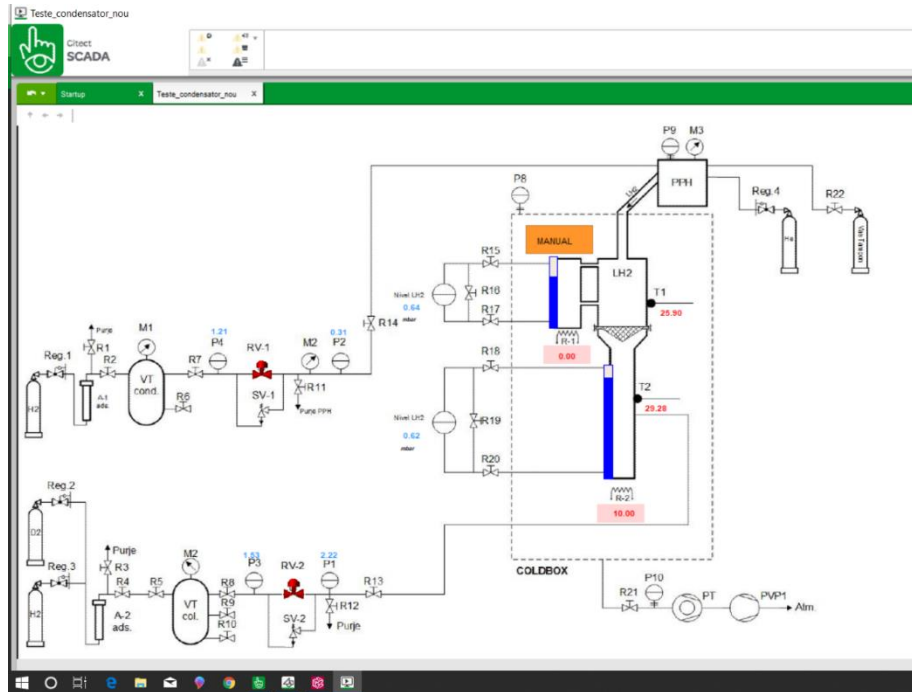 Teste_condensator_nou
Citect
SCADA
Startup X Teste_condensator_nou X
P9 M3
PPH
P8
Reg.4
R22
He
MANUAL
LH2
R15
R16
R17
Nivel LH2
0.64
mbar
LH2
T1
25.90
R-1
0.00
R14
Purje
R1
M1
1.21
P4
RV-1
M2
0.31
P2
Reg.1
R2
R7
VT
cond.
R6
A-1
ads.
H2
SV-1
R11
Purje PPH
R18
R19
R20
Nivel LH2
0.62
mbar
T2
29.28
R-2
10.00
COLDBOX
Reg.2
D2
Reg.3
H2
Purje
R3
R4
R5
A-2
ads.
M2
VT
col.
R8
R9
R10
1.53
P3
RV-2
2.22
P1
R13
SV-2
R12
Purje
R21
P10
PT
PVP1
Atm.